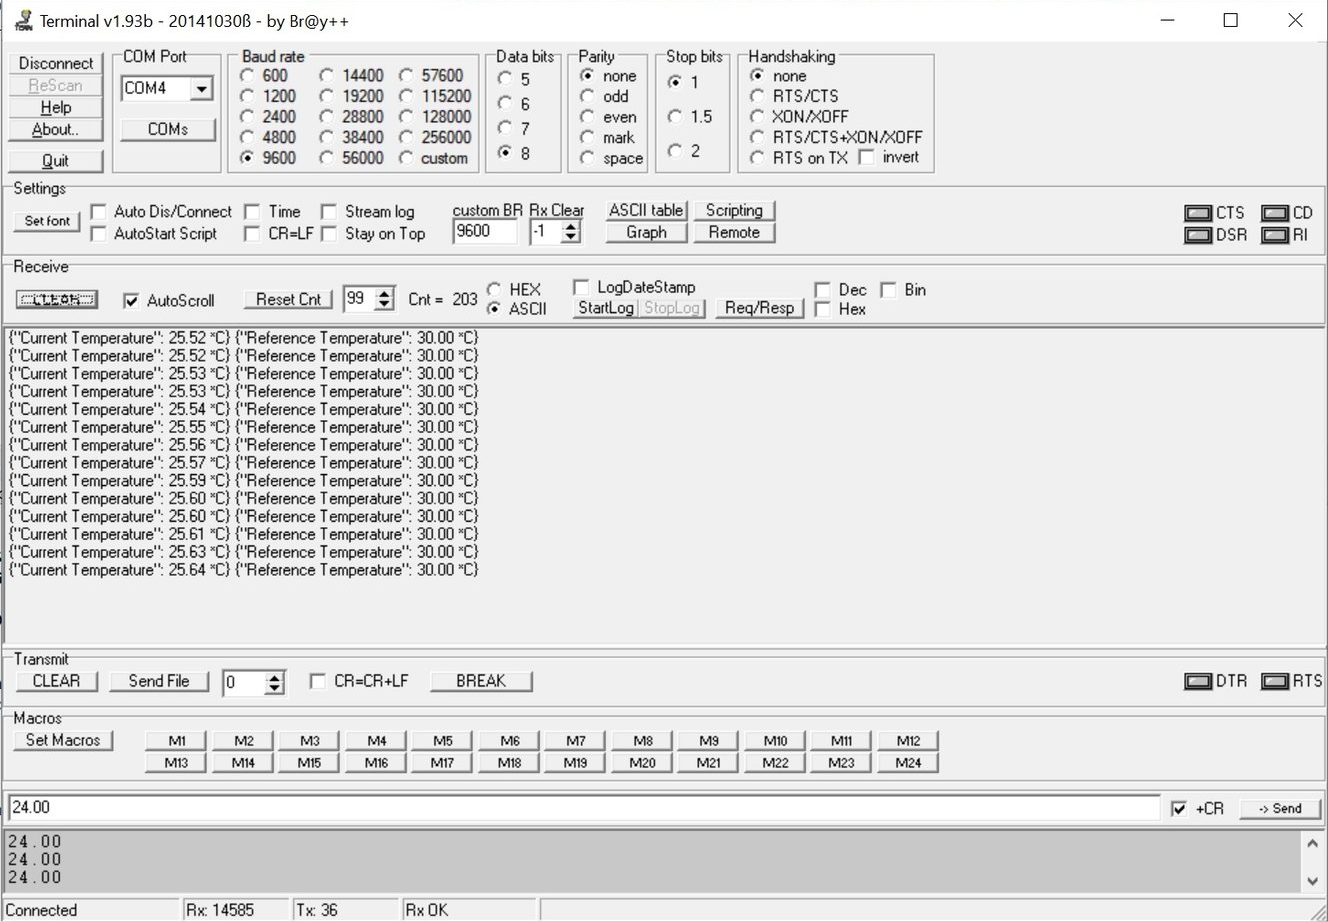 Terminal v1.93b - 20141030ß - by Br@y++
Disconnect
ReScan
Help
About..
Quit
COM Port
COM4
COMs
Baud rate
600 14400 57600
1200 19200 115200
2400 28800 128000
4800 38400 256000
9600 56000 custom
Data bits
5
6
7
8
Parity
none
odd
even
mark
space
Stop bits
1
1.5
2
Handshaking
none
RTS/CTS
XON/XOFF
RTS/CTS+XON/XOFF
RTS on TX invert
Settings
Set font
Auto Dis/Connect Time Stream log
AutoStart Script CR=LF Stay on Top
custom BR Rx Clear
9600 -1
ASCII table Scripting
Graph Remote
CTS CD
DSR RI
Receive
CLEAR AutoScroll Reset Cnt 99 Cnt = 203
HEX
ASCII
LogDateStamp
StartLog StopLog Req/Resp
Dec Bin
Hex
{"Current Temperature": 25.52 *C} {"Reference Temperature": 30.00 *C}
{"Current Temperature": 25.52 *C} {"Reference Temperature": 30.00 *C}
{"Current Temperature": 25.53 *C} {"Reference Temperature": 30.00 *C}
{"Current Temperature": 25.53 *C} {"Reference Temperature": 30.00 *C}
{"Current Temperature": 25.54 *C} {"Reference Temperature": 30.00 *C}
{"Current Temperature": 25.55 *C} {"Reference Temperature": 30.00 *C}
{"Current Temperature": 25.56 *C} {"Reference Temperature": 30.00 *C}
{"Current Temperature": 25.57 *C} {"Reference Temperature": 30.00 *C}
{"Current Temperature": 25.59 *C} {"Reference Temperature": 30.00 *C}
{"Current Temperature": 25.60 *C} {"Reference Temperature": 30.00 *C}
{"Current Temperature": 25.60 *C} {"Reference Temperature": 30.00 *C}
{"Current Temperature": 25.61 *C} {"Reference Temperature": 30.00 *C}
{"Current Temperature": 25.63 *C} {"Reference Temperature": 30.00 *C}
{"Current Temperature": 25.64 *C} {"Reference Temperature": 30.00 *C}
Transmit
CLEAR Send File 0 CR=CR+LF BREAK DTR RTS
Macros
Set Macros M1 M2 M3 M4 M5 M6 M7 M8 M9 M10 M11 M12
M13 M14 M15 M16 M17 M18 M19 M20 M21 M22 M23 M24
24.00 +CR -> Send
24.00
24.00
24.00
Connected Rx: 14585 Tx: 36 Rx OK